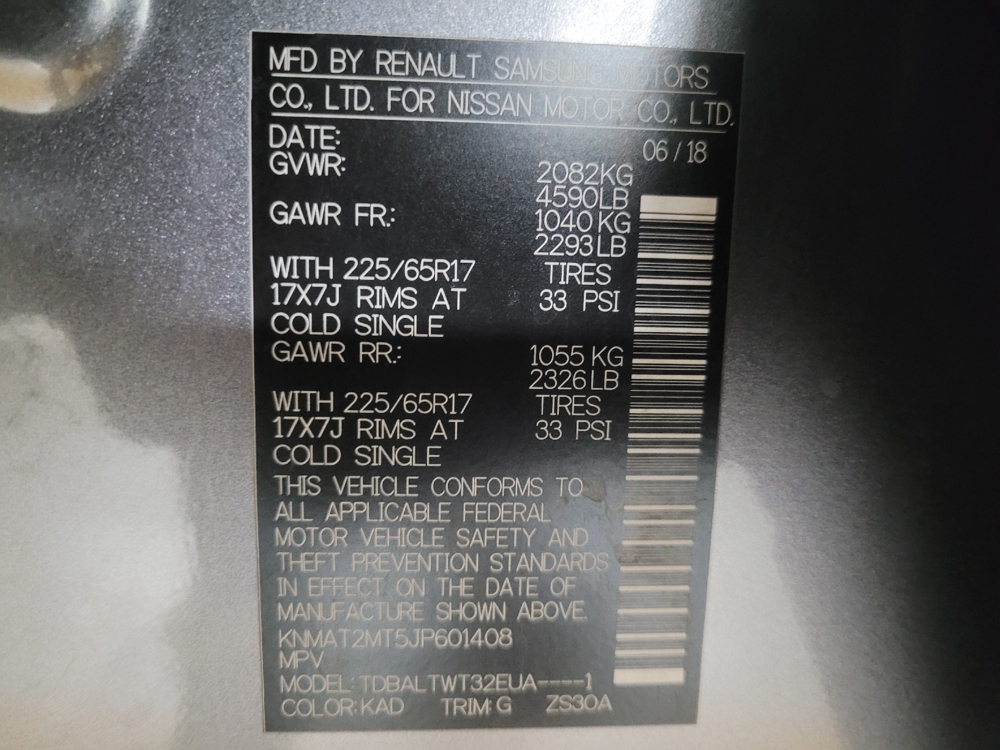 MFD BY RENAULT SAMSUNG MOTORS
CO., LTD. FOR NISSAN MOTOR CO., LTD.
DATE: 06 / 18
GVWR: 2082KG
4590LB
GAWR FR.: 1040 KG
2293LB
WITH 225/65R17 TIRES
17X7J RIMS AT 33 PSI
COLD SINGLE
GAWR RR.: 1055 KG
2326LB
WITH 225/65R17 TIRES
17X7J RIMS AT 33 PSI
COLD SINGLE
THIS VEHICLE CONFORMS TO
ALL APPLICABLE FEDERAL
MOTOR VEHICLE SAFETY AND
THEFT PREVENTION STANDARDS
IN EFFECT ON THE DATE OF
MANUFACTURE SHOWN ABOVE.
KNMAT2MT5JP601408
MPV
MODEL: TDBALTWT32EUA----1
COLOR:KAD TRIM:G ZS30A